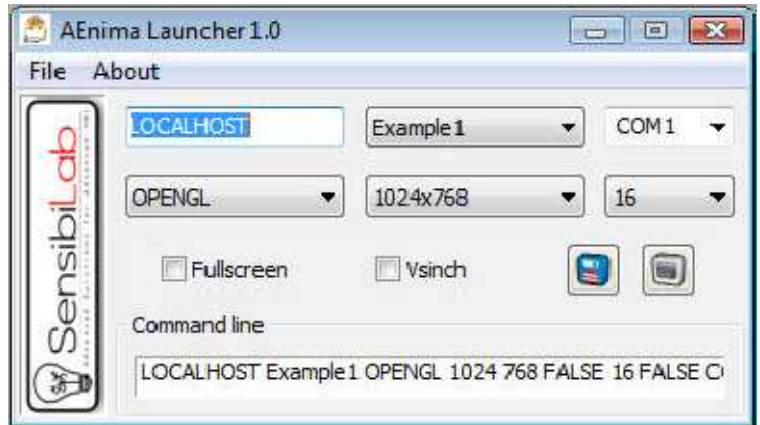 AEnima Launcher 1.0
File About
SensibiLab
LOCALHOST Example1 COM1
OPENGL 1024x768 16
Fullscreen Vsinch
Command line
LOCALHOST Example1 OPENGL 1024 768 FALSE 16 FALSE